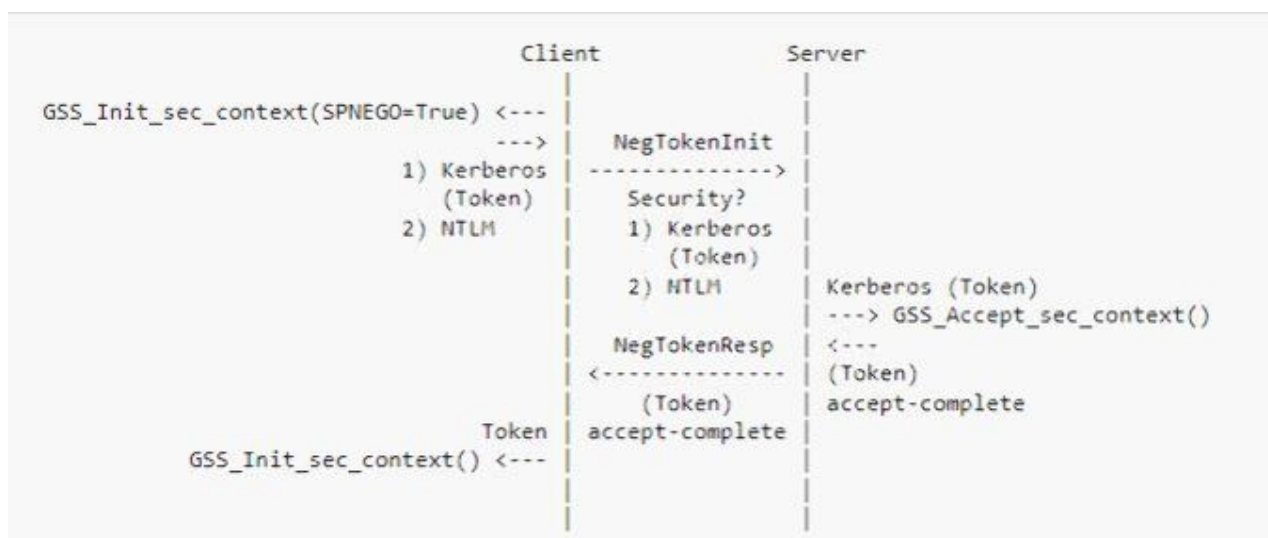 Client Server
GSS_Init_sec_context(SPNEGO=True) <---
---> NegTokenInit
1) Kerberos -------------->
(Token) Security?
2) NTLM 1) Kerberos
(Token)
2) NTLM Kerberos (Token)
---> GSS_Accept_sec_context()
NegTokenResp <---
<-------------- (Token)
(Token) accept-complete
Token accept-complete
GSS_Init_sec_context() <---